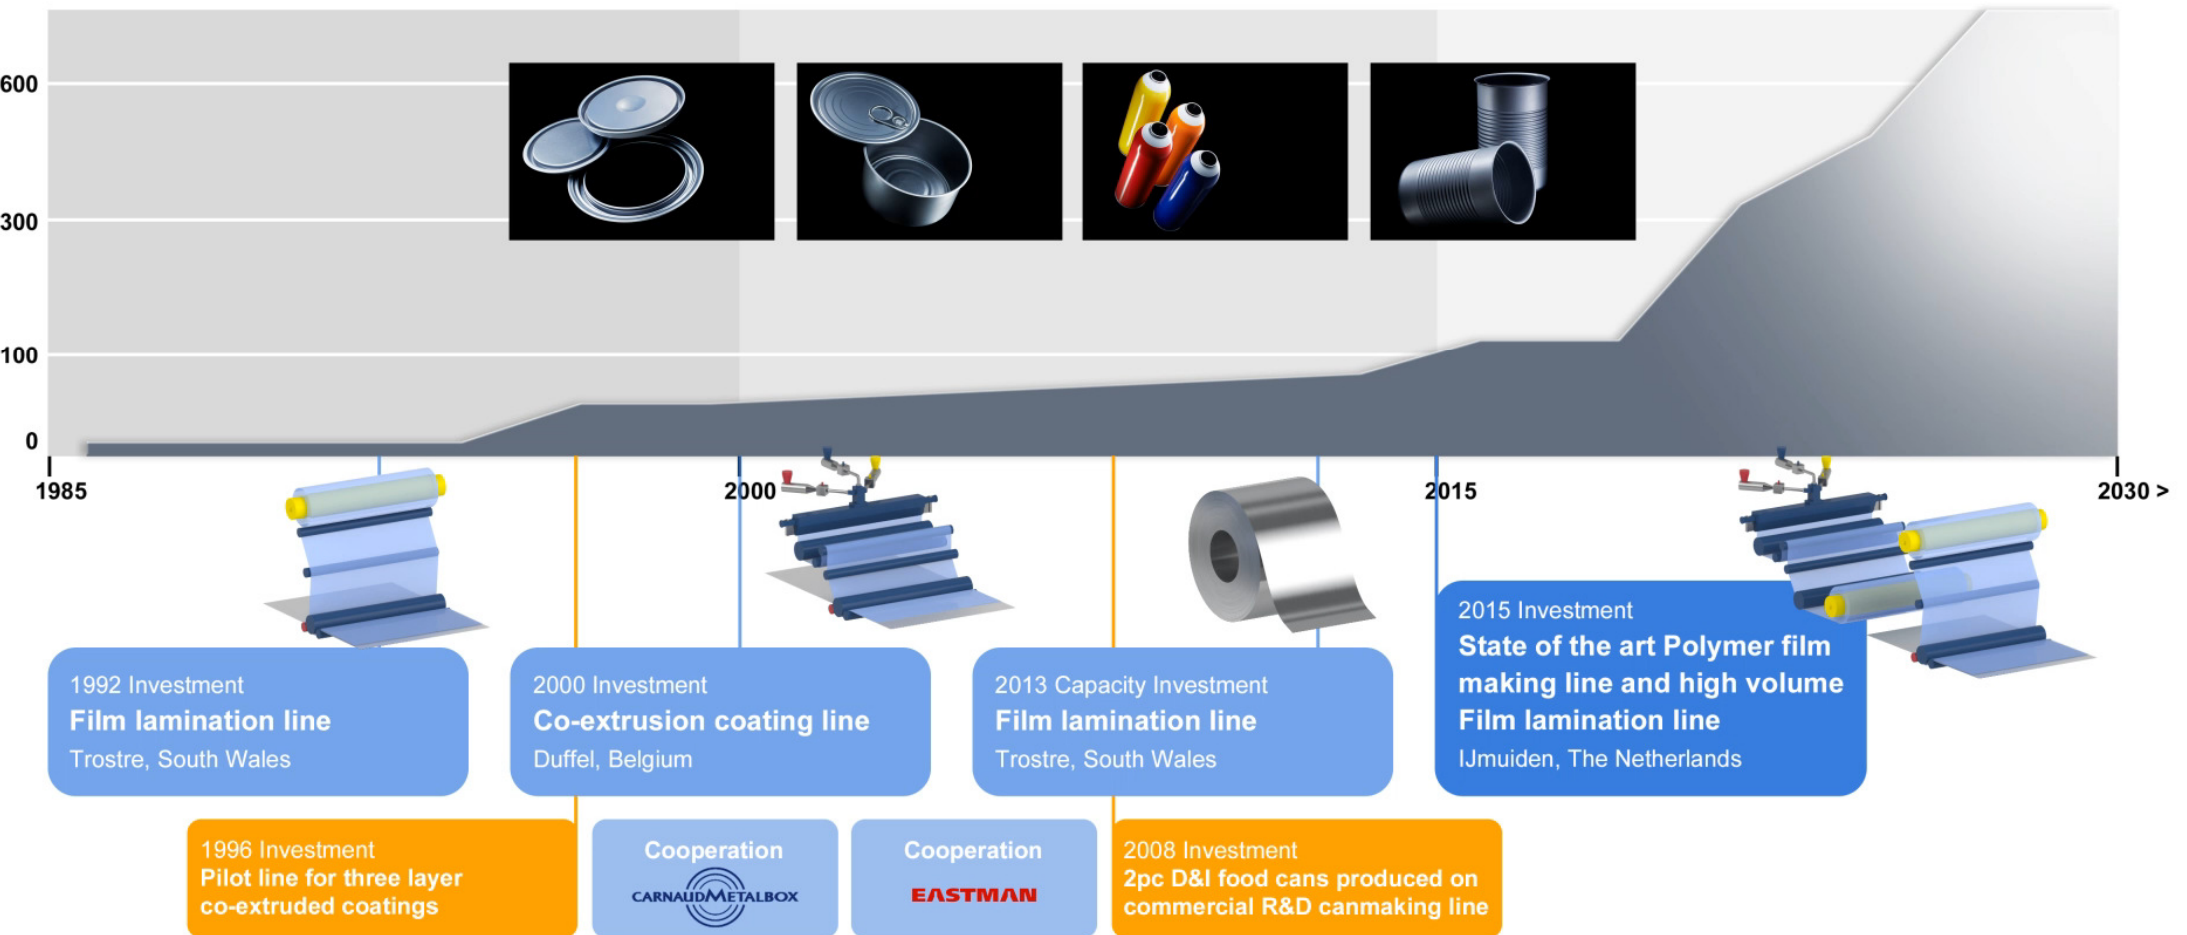 600
300
100
0
1985
2000
2015
2030 >
1992 Investment
Film lamination line
Trostre, South Wales
2000 Investment
Co-extrusion coating line
Duffel, Belgium
2013 Capacity Investment
Film lamination line
Trostre, South Wales
2015 Investment
State of the art Polymer film
making line and high volume
Film lamination line
IJmuiden, The Netherlands
1996 Investment
Pilot line for three layer
co-extruded coatings
Cooperation
CARNAUDMETALBOX
Cooperation
EASTMAN
2008 Investment
2pc D&I food cans produced on
commercial R&D canmaking line